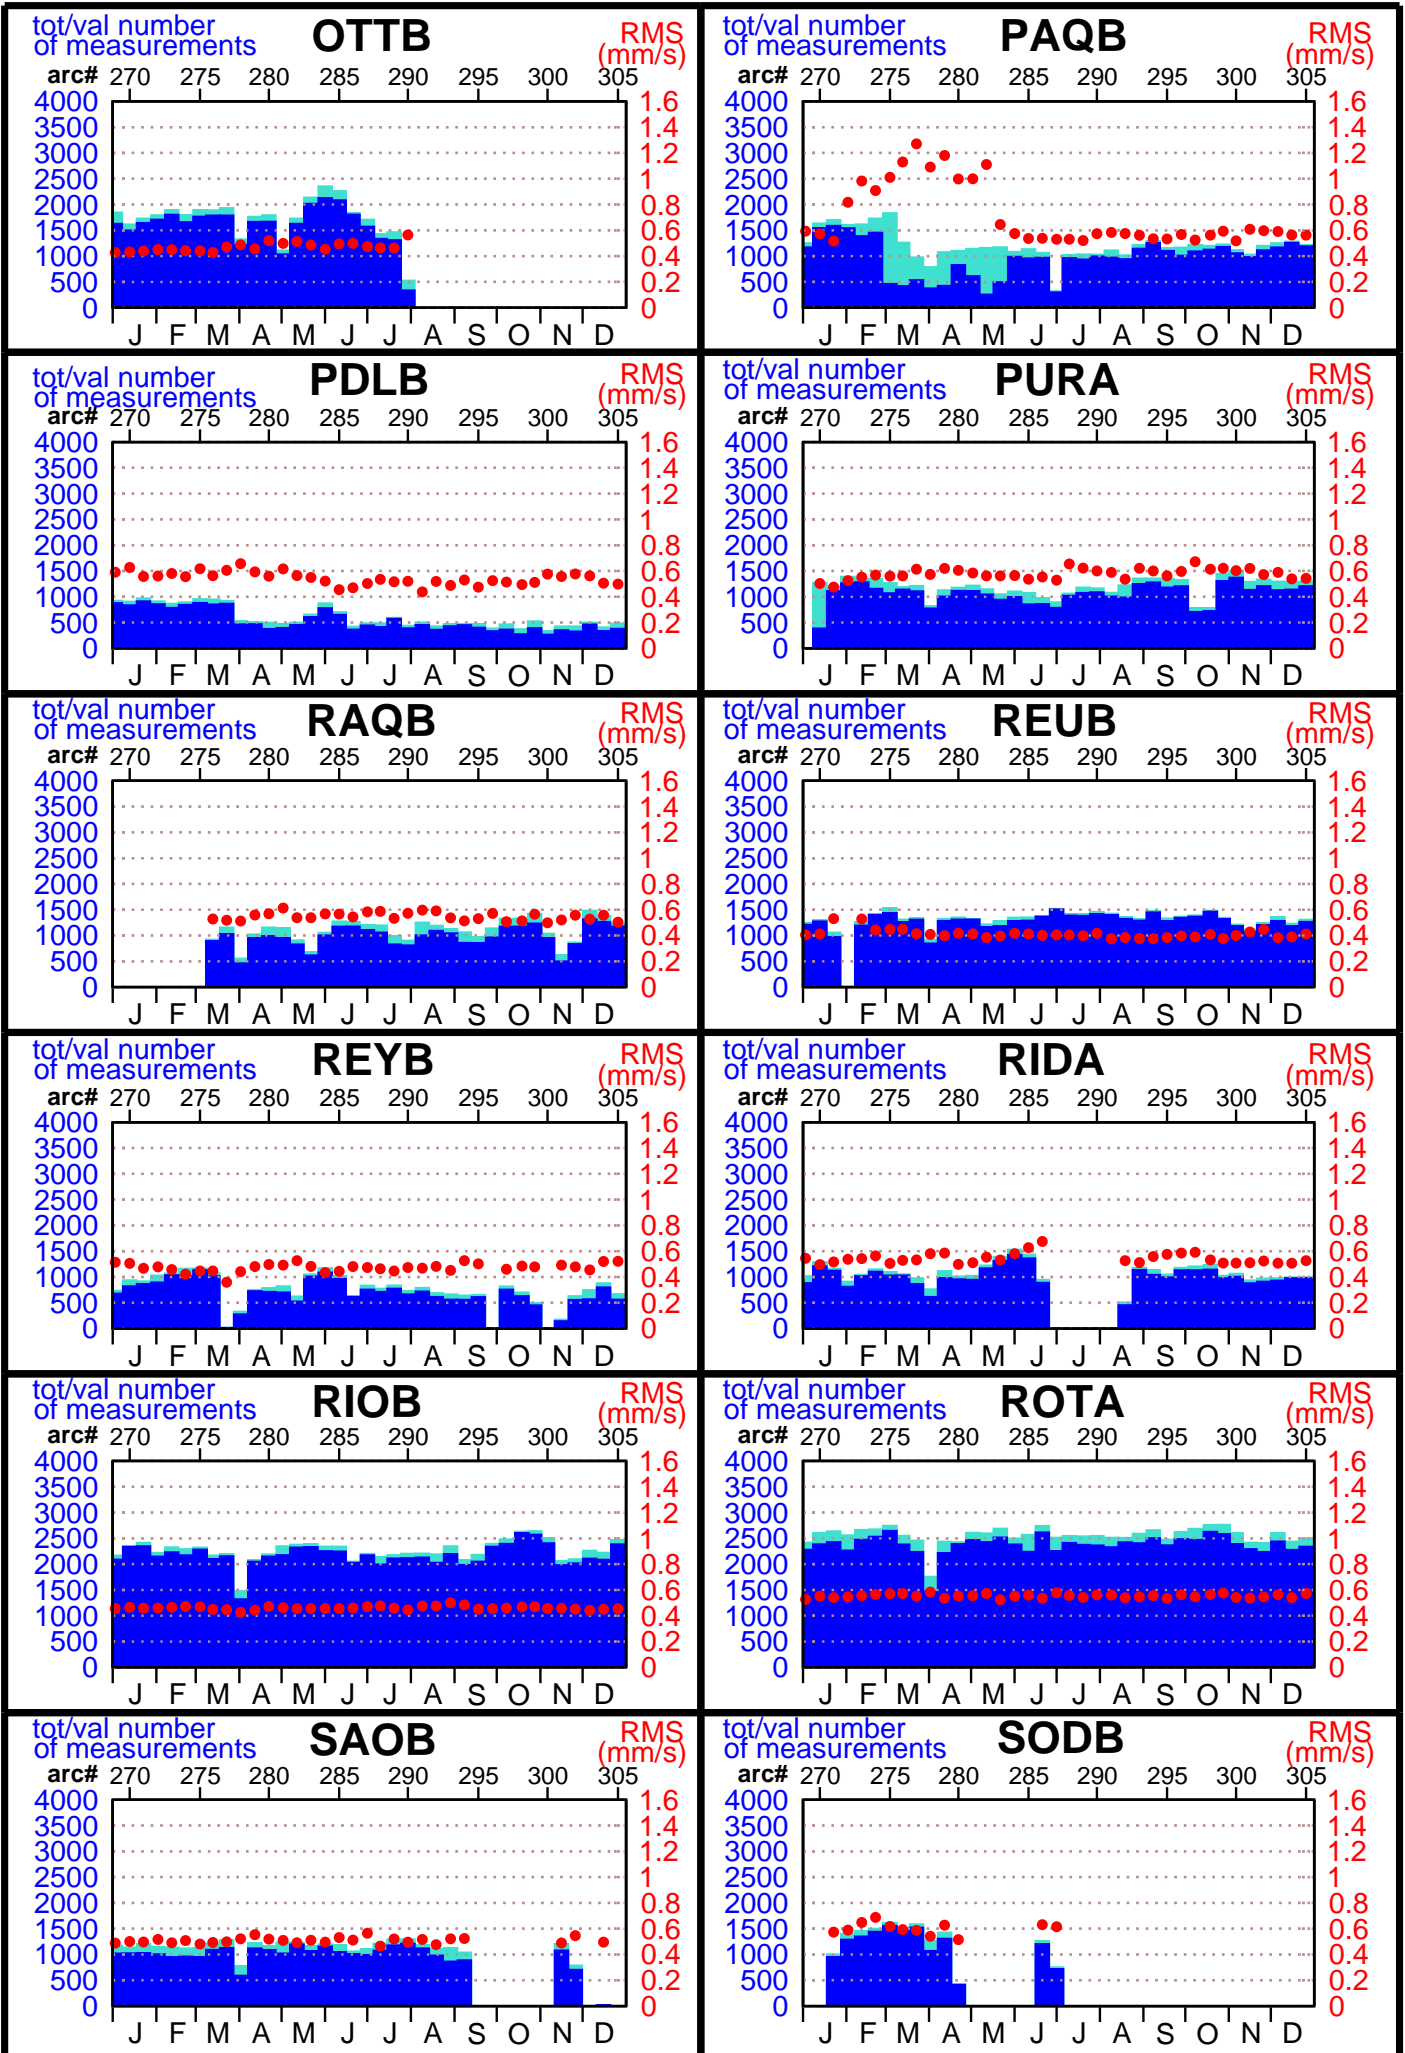 tot/val number
of measurements
OTTB
RMS
(mm/s)
arc# 270 275 280 285 290 295 300 305
4000 1.6
3500 1.4
3000 1.2
2500 1
2000 0.8
1500 0.6
1000 0.4
500 0.2
0 0
J F M A M J J A S O N D
tot/val number
of measurements
PAQB
RMS
(mm/s)
arc# 270 275 280 285 290 295 300 305
4000 1.6
3500 1.4
3000 1.2
2500 1
2000 0.8
1500 0.6
1000 0.4
500 0.2
0 0
J F M A M J J A S O N D
tot/val number
of measurements
PDLB
RMS
(mm/s)
arc# 270 275 280 285 290 295 300 305
4000 1.6
3500 1.4
3000 1.2
2500 1
2000 0.8
1500 0.6
1000 0.4
500 0.2
0 0
J F M A M J J A S O N D
tot/val number
of measurements
PURA
RMS
(mm/s)
arc# 270 275 280 285 290 295 300 305
4000 1.6
3500 1.4
3000 1.2
2500 1
2000 0.8
1500 0.6
1000 0.4
500 0.2
0 0
J F M A M J J A S O N D
tot/val number
of measurements
RAQB
RMS
(mm/s)
arc# 270 275 280 285 290 295 300 305
4000 1.6
3500 1.4
3000 1.2
2500 1
2000 0.8
1500 0.6
1000 0.4
500 0.2
0 0
J F M A M J J A S O N D
tot/val number
of measurements
REUB
RMS
(mm/s)
arc# 270 275 280 285 290 295 300 305
4000 1.6
3500 1.4
3000 1.2
2500 1
2000 0.8
1500 0.6
1000 0.4
500 0.2
0 0
J F M A M J J A S O N D
tot/val number
of measurements
REYB
RMS
(mm/s)
arc# 270 275 280 285 290 295 300 305
4000 1.6
3500 1.4
3000 1.2
2500 1
2000 0.8
1500 0.6
1000 0.4
500 0.2
0 0
J F M A M J J A S O N D
tot/val number
of measurements
RIDA
RMS
(mm/s)
arc# 270 275 280 285 290 295 300 305
4000 1.6
3500 1.4
3000 1.2
2500 1
2000 0.8
1500 0.6
1000 0.4
500 0.2
0 0
J F M A M J J A S O N D
tot/val number
of measurements
RIOB
RMS
(mm/s)
arc# 270 275 280 285 290 295 300 305
4000 1.6
3500 1.4
3000 1.2
2500 1
2000 0.8
1500 0.6
1000 0.4
500 0.2
0 0
J F M A M J J A S O N D
tot/val number
of measurements
ROTA
RMS
(mm/s)
arc# 270 275 280 285 290 295 300 305
4000 1.6
3500 1.4
3000 1.2
2500 1
2000 0.8
1500 0.6
1000 0.4
500 0.2
0 0
J F M A M J J A S O N D
tot/val number
of measurements
SAOB
RMS
(mm/s)
arc# 270 275 280 285 290 295 300 305
4000 1.6
3500 1.4
3000 1.2
2500 1
2000 0.8
1500 0.6
1000 0.4
500 0.2
0 0
J F M A M J J A S O N D
tot/val number
of measurements
SODB
RMS
(mm/s)
arc# 270 275 280 285 290 295 300 305
4000 1.6
3500 1.4
3000 1.2
2500 1
2000 0.8
1500 0.6
1000 0.4
500 0.2
0 0
J F M A M J J A S O N D